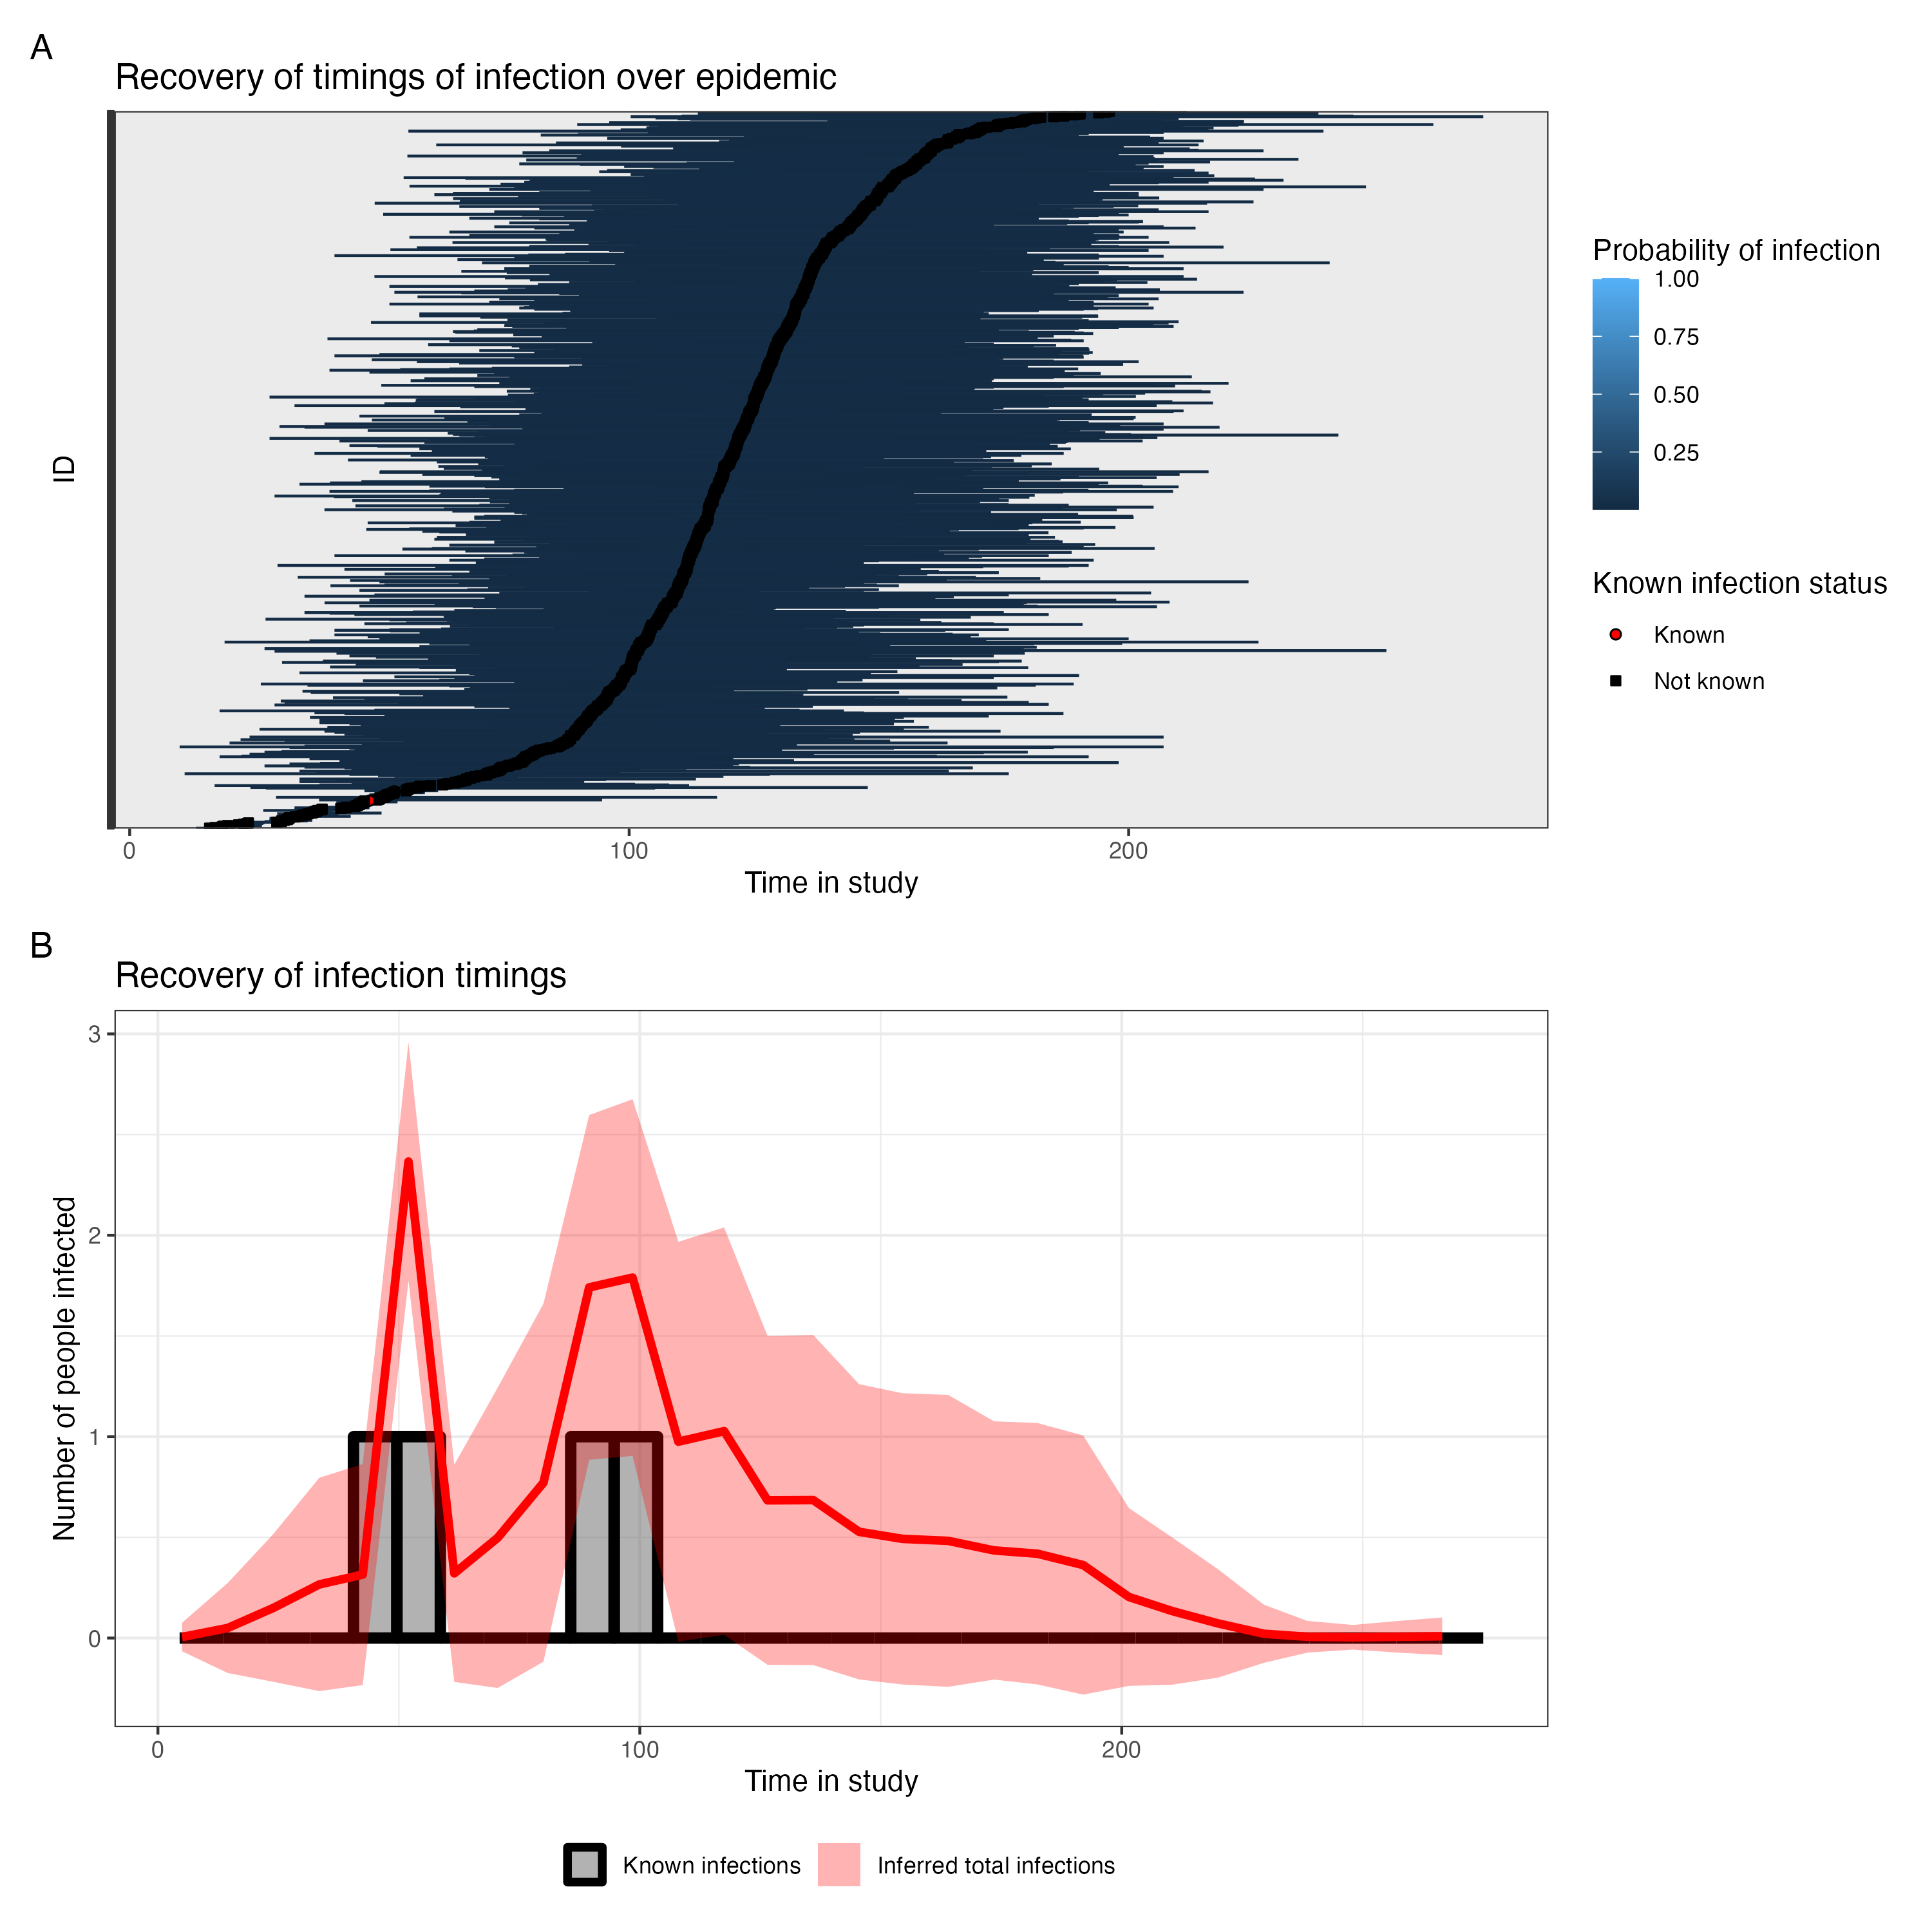 A
Recovery of timings of infection over epidemic
ID
0 100 200
Time in study
Probability of infection
1.00
0.75
0.50
0.25
Known infection status
Known
Not known
B
Recovery of infection timings
Number of people infected
3
2
1
0
0 100 200
Time in study
Known infections Inferred total infections